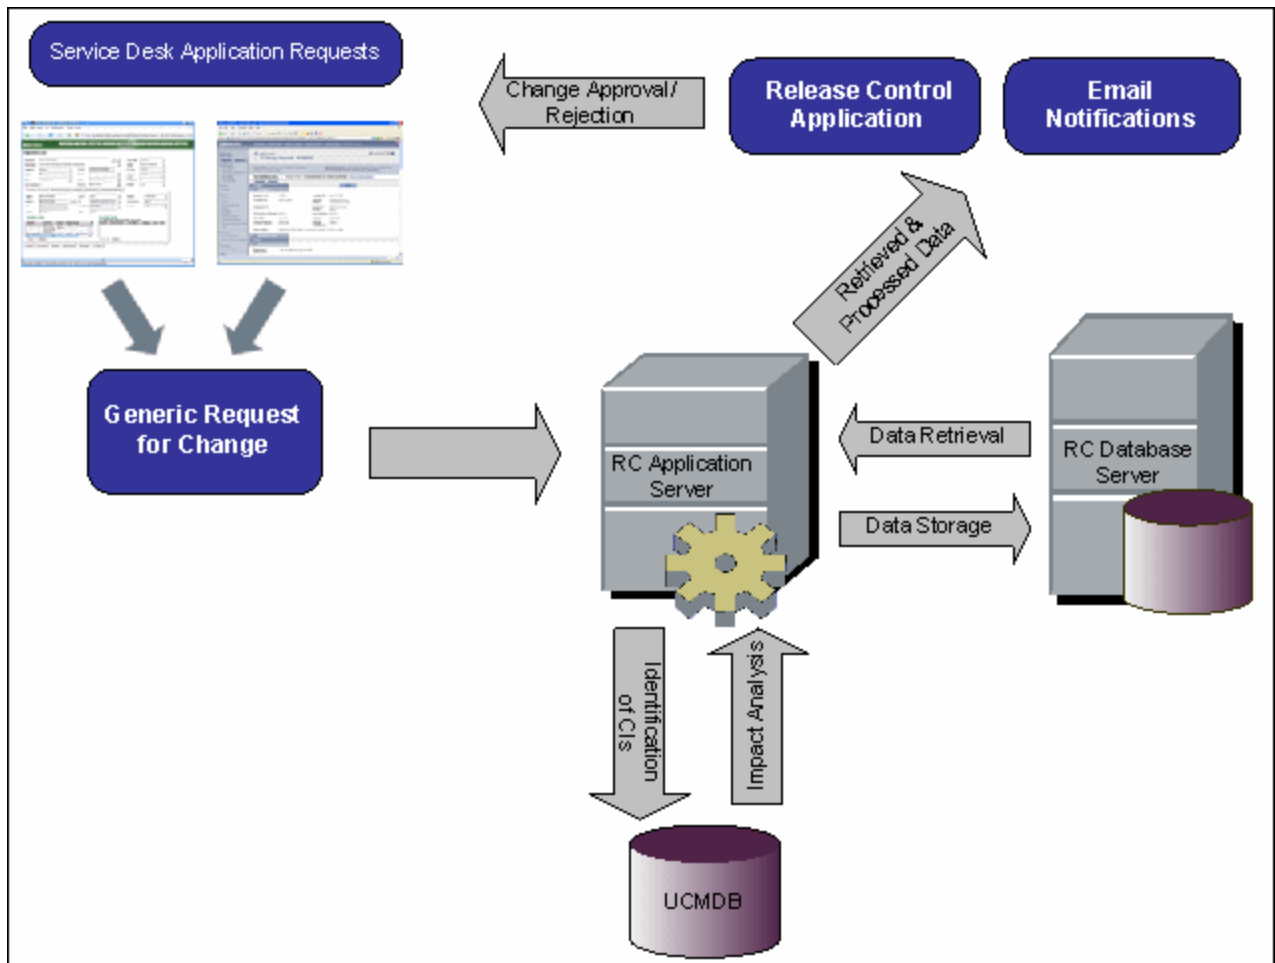 Service Desk Application Requests
Change Approval/
Rejection
Release Control
Application
Email
Notifications
Retrieved &
Processed Data
Generic Request
for Change
RC Application
Server
Data Retrieval
RC Database
Server
Data Storage
Identification
of CIs
Impact Analysis
UCMDB